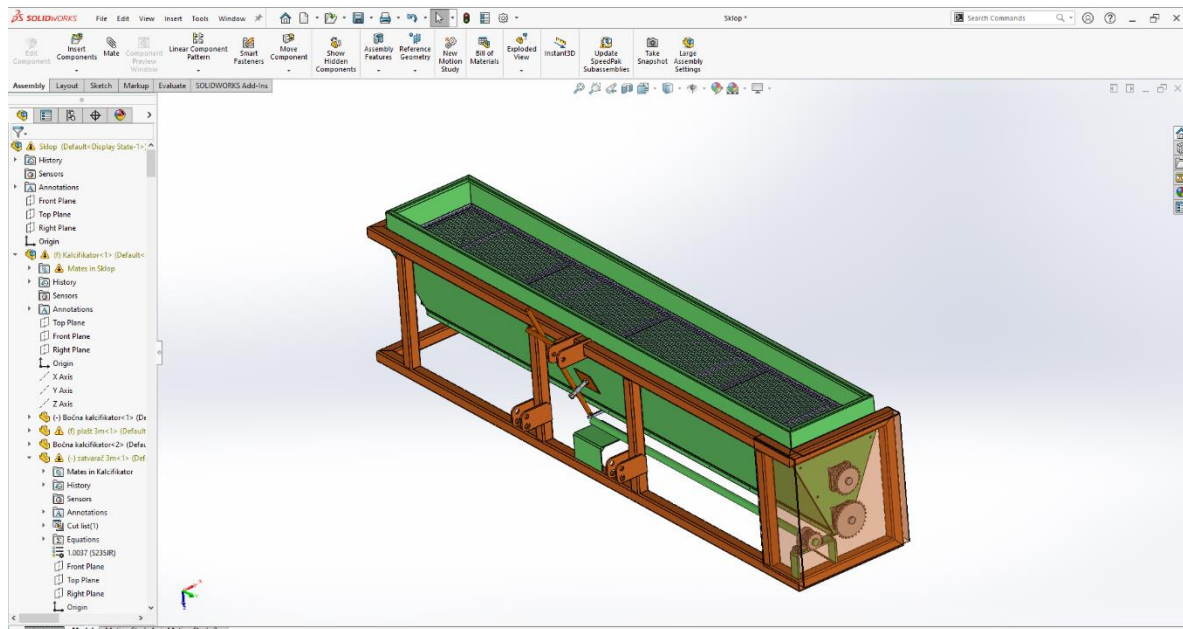 SOLIDWORKS File Edit View Insert Tools Window
Sklop *
Search Commands
Edit Component
Insert Components
Mate
Component Preview Window
Linear Component Pattern
Smart Fasteners
Move Component
Show Hidden Components
Assembly Features
Reference Geometry
New Motion Study
Bill of Materials
Exploded View
Instant3D
Update SpeedPak Subassemblies
Take Snapshot
Large Assembly Settings
Assembly Layout Sketch Markup Evaluate SOLIDWORKS Add-Ins
Sklop (Default<Display State-1>)
History
Sensors
Annotations
Front Plane
Top Plane
Right Plane
Origin
(f) Kalcifikator<1> (Default<
Mates in Sklop
History
Sensors
Annotations
Top Plane
Front Plane
Right Plane
Origin
X Axis
Y Axis
Z Axis
(-) Bočna kalcifikator<1> (De
(f) plašt 3m<1> (Default
Bočna kalcifikator<2> (Defau
(-) zatvarač 3m<1> (Def
Mates in Kalcifikator
History
Sensors
Annotations
Cut list(1)
Equations
1.0037 (S235JR)
Front Plane
Top Plane
Right Plane
Origin